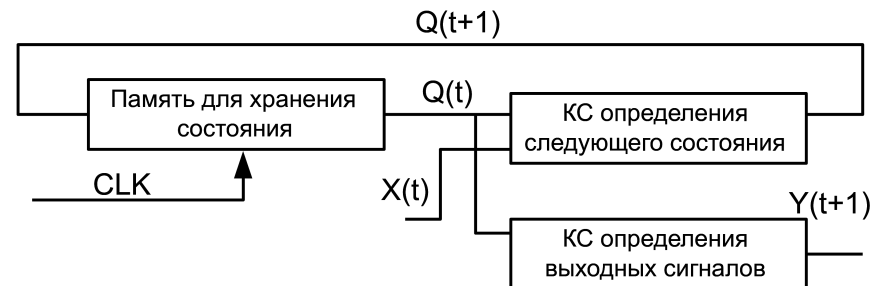 Q(t+1)
Память для хранения
состояния
Q(t)
КС определения
следующего состояния
CLK
X(t)
Y(t+1)
КС определения
выходных сигналов